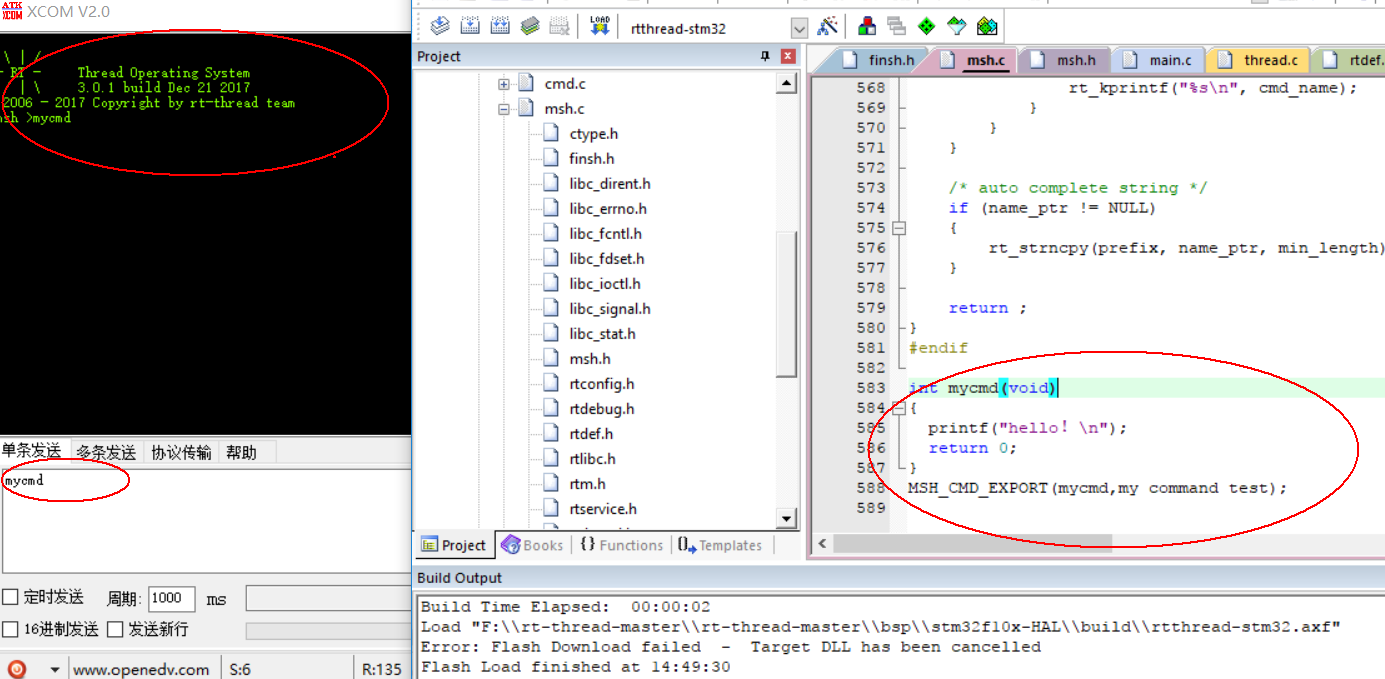 ATK
XCOM
XCOM V2.0
\ | /
- RT -     Thread Operating System
| \     3.0.1 build Dec 21 2017
2006 - 2017 Copyright by rt-thread team
msh >mycmd
单条发送 多条发送 协议传输 帮助
mycmd
定时发送 周期: 1000 ms
16进制发送 发送新行
www.openedv.com S:6 R:135
LOAD
rtthread-stm32
Project
cmd.c
msh.c
ctype.h
finsh.h
libc_dirent.h
libc_errno.h
libc_fcntl.h
libc_fdset.h
libc_ioctl.h
libc_signal.h
libc_stat.h
msh.h
rtconfig.h
rtdebug.h
rtdef.h
rtlibc.h
rtm.h
rtservice.h
Project Books {} Functions Templates
finsh.h msh.c msh.h main.c thread.c rtdef.
568 rt_kprintf("%s\n", cmd_name);
569 }
570 }
571 }
572
573 /* auto complete string */
574 if (name_ptr != NULL)
575 {
576 rt_strncpy(prefix, name_ptr, min_length)
577 }
578
579 return ;
580 }
581 #endif
582
583 int mycmd(void)
584 {
585 printf("hello! \n");
586 return 0;
587 }
588 MSH_CMD_EXPORT(mycmd,my command test);
589
Build Output
Build Time Elapsed:  00:00:02
Load "F:\\rt-thread-master\\rt-thread-master\\bsp\\stm32f10x-HAL\\build\\rtthread-stm32.axf"
Error: Flash Download failed  -  Target DLL has been cancelled
Flash Load finished at 14:49:30